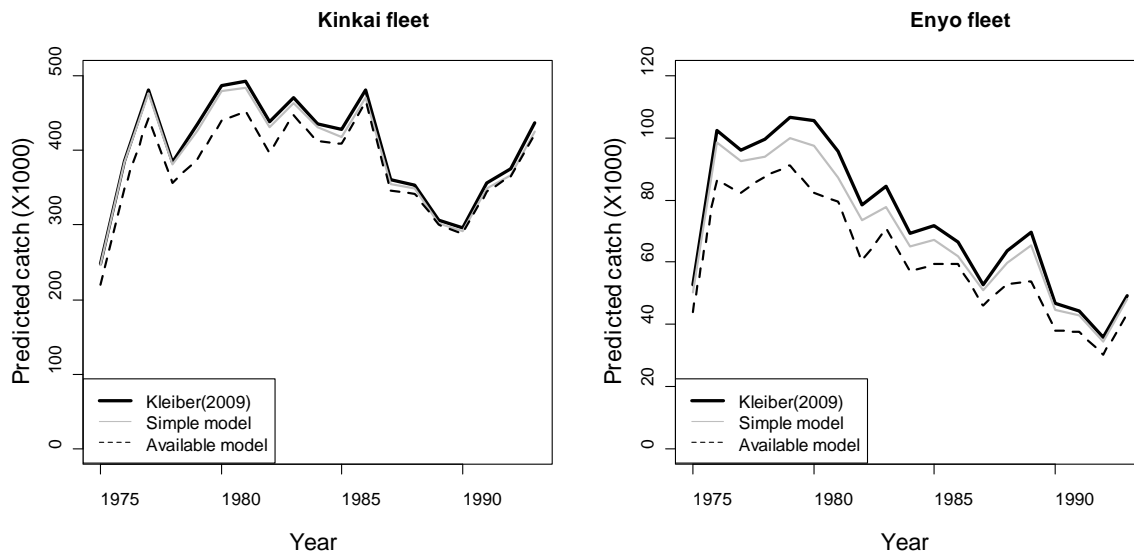 Kinkai fleet
Predicted catch (X1000)
500
400
300
200
100
0
Kleiber(2009)
Simple model
Available model
1975 1980 1985 1990
Year
Enyo fleet
Predicted catch (X1000)
120
100
80
60
40
20
0
Kleiber(2009)
Simple model
Available model
1975 1980 1985 1990
Year